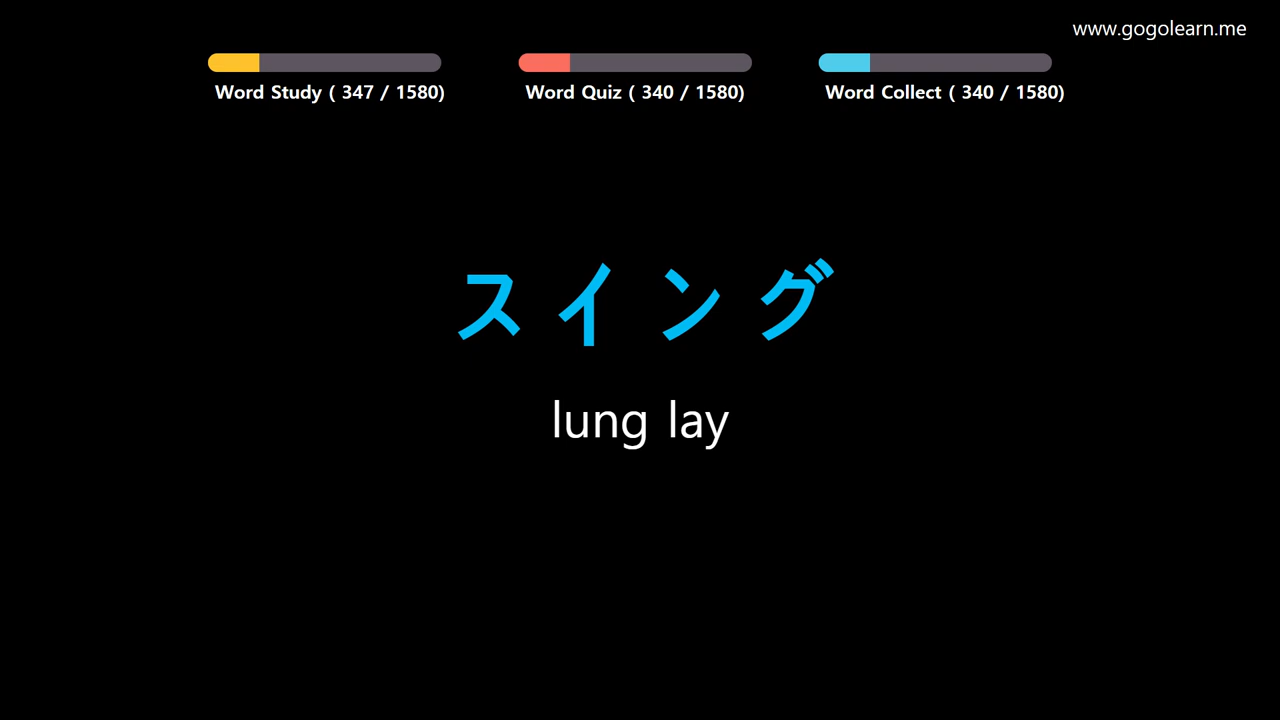 www.gogolearn.me
Word Study ( 347 / 1580)
Word Quiz ( 340 / 1580)
Word Collect ( 340 / 1580)
スイング
lung lay